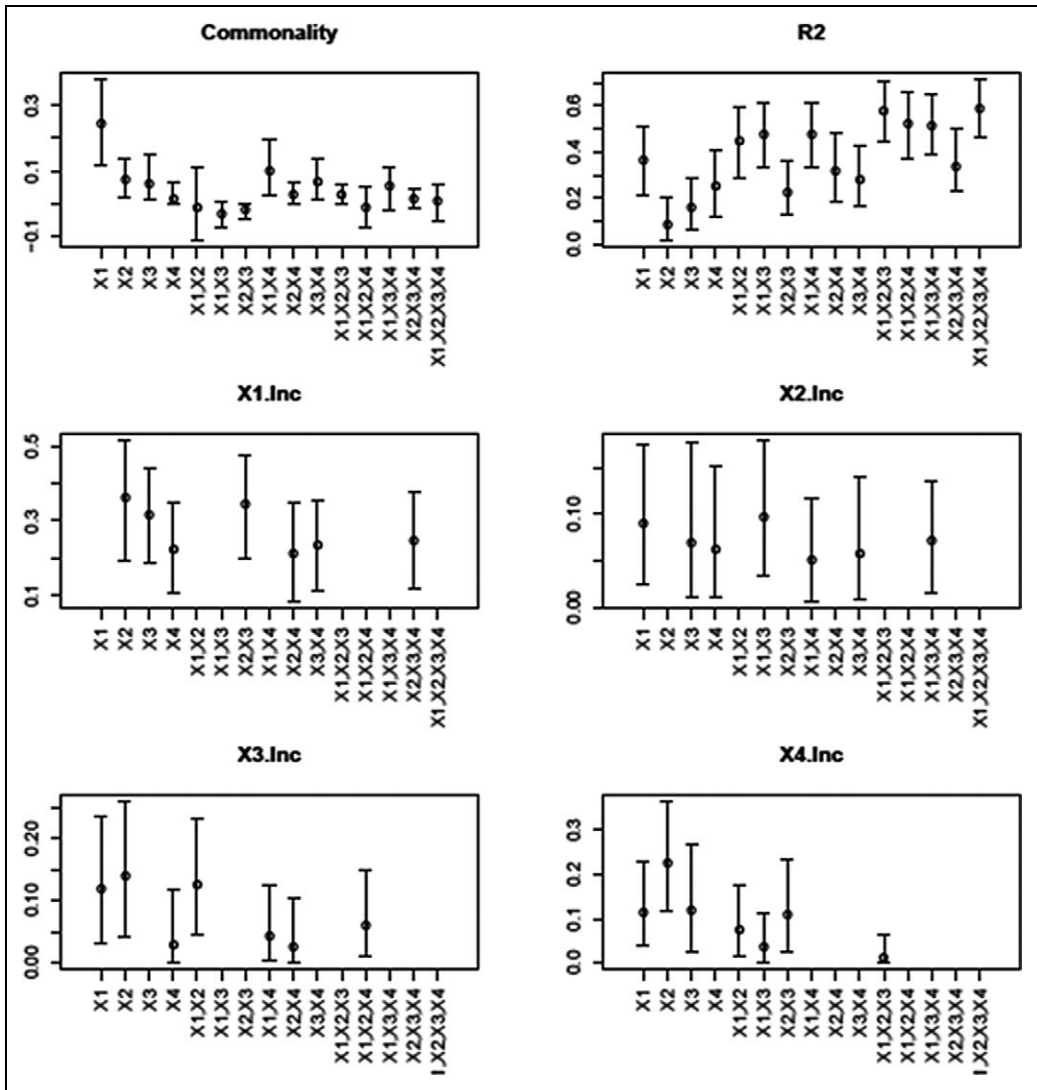 Commonality
0.3
0.1
−0.1
X1
X2
X3
X4
X1,X2
X1,X3
X2,X3
X1,X4
X2,X4
X3,X4
X1,X2,X3
X1,X2,X4
X1,X3,X4
X2,X3,X4
X1,X2,X3,X4
R2
0.6
0.4
0.2
0.0
X1
X2
X3
X4
X1,X2
X1,X3
X2,X3
X1,X4
X2,X4
X3,X4
X1,X2,X3
X1,X2,X4
X1,X3,X4
X2,X3,X4
X1,X2,X3,X4
X1.Inc
0.5
0.3
0.1
X1
X2
X3
X4
X1,X2
X1,X3
X2,X3
X1,X4
X2,X4
X3,X4
X1,X2,X3
X1,X2,X4
X1,X3,X4
X2,X3,X4
X1,X2,X3,X4
X2.Inc
0.10
0.00
X1
X2
X3
X4
X1,X2
X1,X3
X2,X3
X1,X4
X2,X4
X3,X4
X1,X2,X3
X1,X2,X4
X1,X3,X4
X2,X3,X4
X1,X2,X3,X4
X3.Inc
0.20
0.10
0.00
X1
X2
X3
X4
X1,X2
X1,X3
X2,X3
X1,X4
X2,X4
X3,X4
X1,X2,X3
X1,X2,X4
X1,X3,X4
X2,X3,X4
X1,X2,X3,X4
X4.Inc
0.3
0.2
0.1
0.0
X1
X2
X3
X4
X1,X2
X1,X3
X2,X3
X1,X4
X2,X4
X3,X4
X1,X2,X3
X1,X2,X4
X1,X3,X4
X2,X3,X4
,X2,X3,X4